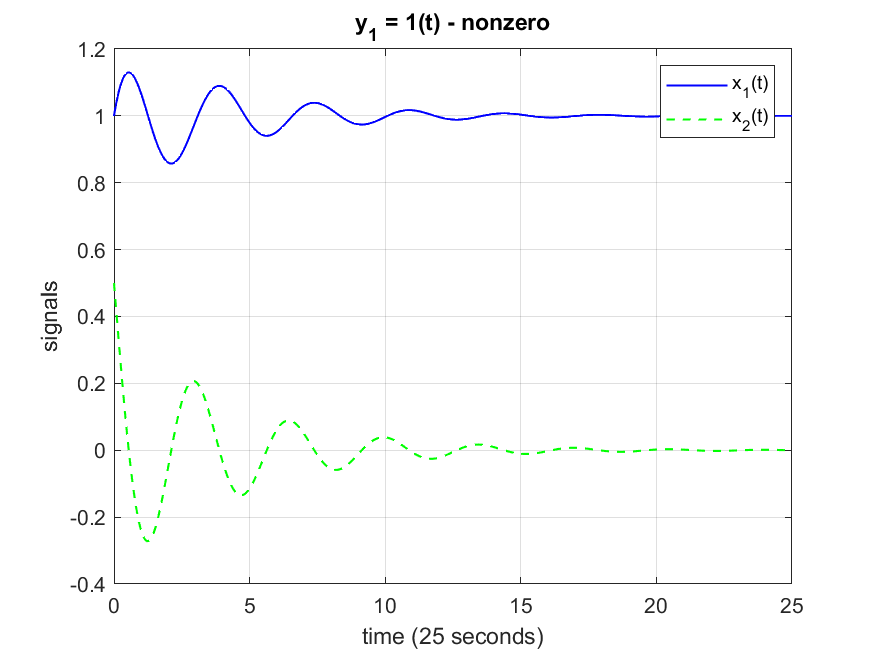 y₁ = 1(t) - nonzero
x₁(t)
x₂(t)
1.2
1
0.8
0.6
0.4
0.2
0
-0.2
-0.4
signals
0 5 10 15 20 25
time (25 seconds)